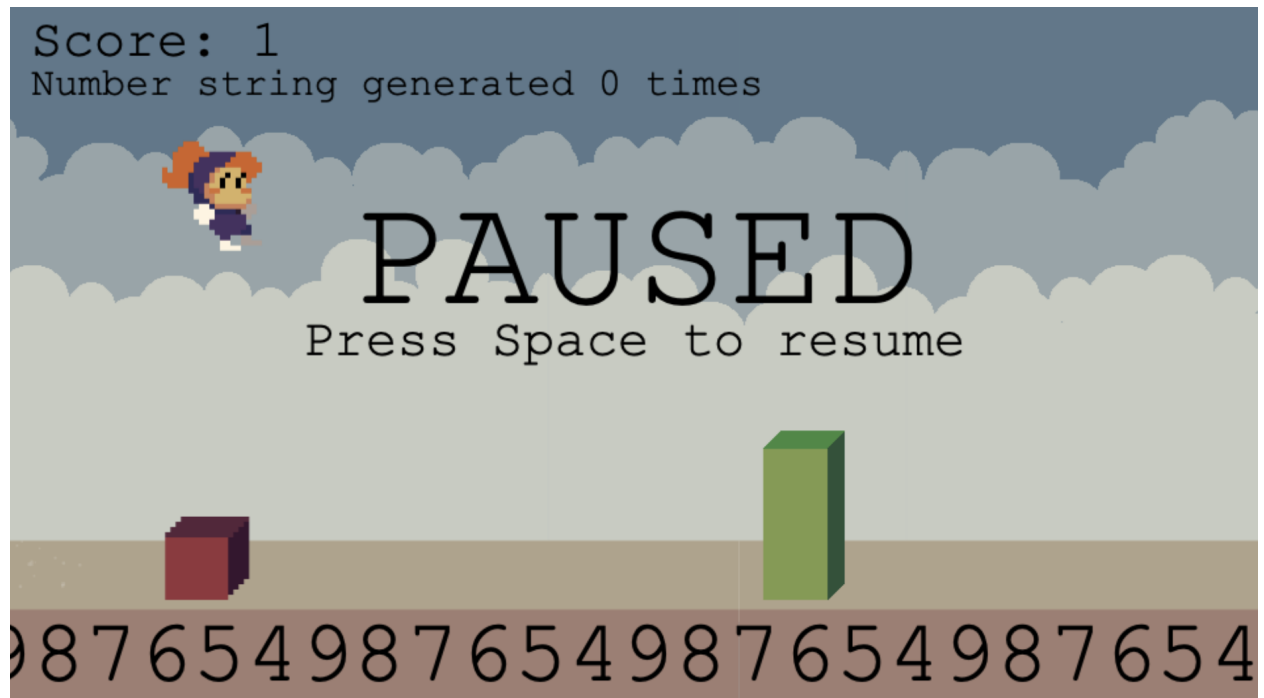 Score: 1
Number string generated 0 times
PAUSED
Press Space to resume
987654987654987654987654